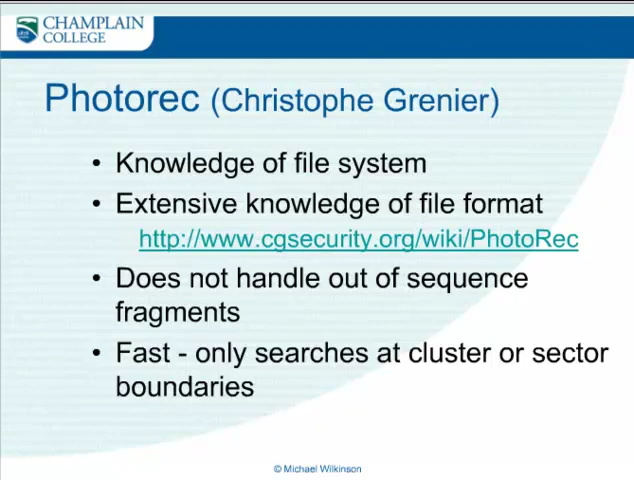 CHAMPLAIN
COLLEGE
Photorec (Christophe Grenier)
• Knowledge of file system
• Extensive knowledge of file format
http://www.cgsecurity.org/wiki/PhotoRec
• Does not handle out of sequence
fragments
• Fast - only searches at cluster or sector
boundaries
© Michael Wilkinson